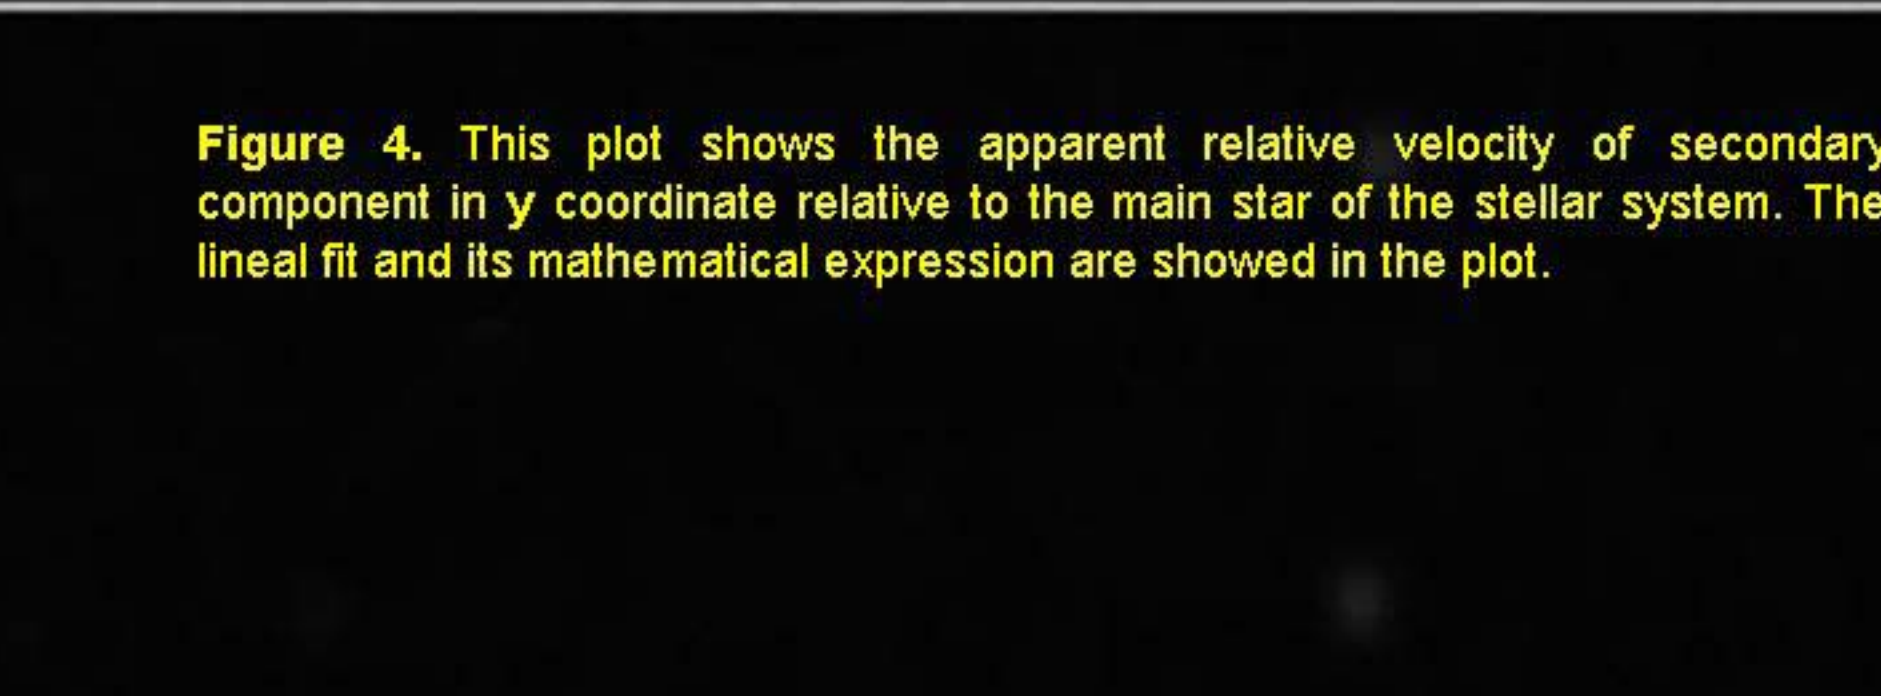 Figure 4. This plot shows the apparent relative velocity of secondary
component in y coordinate relative to the main star of the stellar system. The
lineal fit and its mathematical expression are showed in the plot.